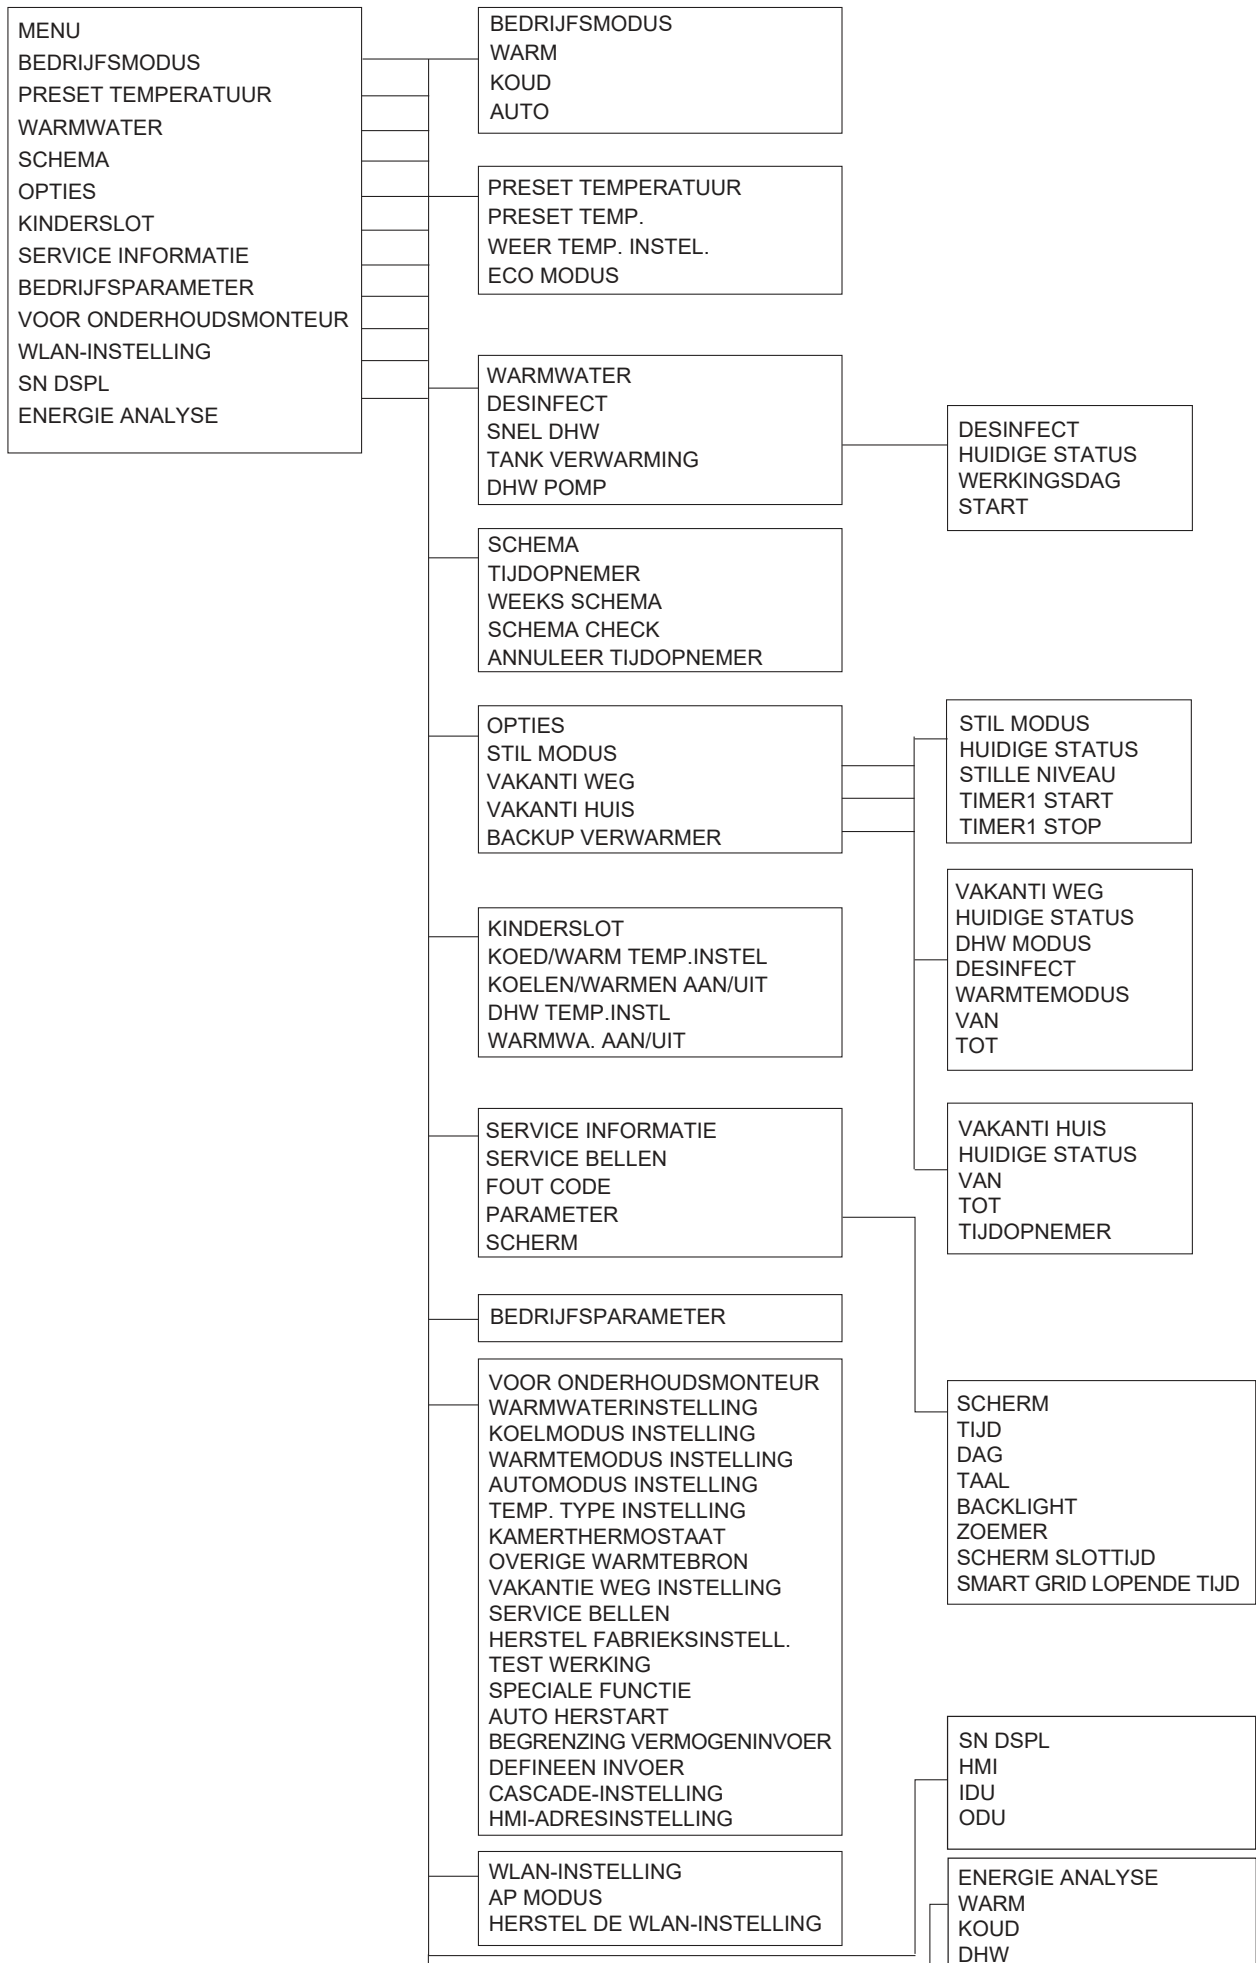 MENU
BEDRIJFSMODUS
PRESET TEMPERATUUR
WARMWATER
SCHEMA
OPTIES
KINDERSLOT
SERVICE INFORMATIE
BEDRIJFSPARAMETER
VOOR ONDERHOUDSMONTEUR
WLAN-INSTELLING
SN DSPL
ENERGIE ANALYSE
BEDRIJFSMODUS
WARM
KOUD
AUTO
PRESET TEMPERATUUR
PRESET TEMP.
WEER TEMP. INSTEL.
ECO MODUS
WARMWATER
DESINFECT
SNEL DHW
TANK VERWARMING
DHW POMP
DESINFECT
HUIDIGE STATUS
WERKINGSDAG
START
SCHEMA
TIJDOPNEMER
WEEKS SCHEMA
SCHEMA CHECK
ANNULEER TIJDOPNEMER
OPTIES
STIL MODUS
VAKANTI WEG
VAKANTI HUIS
BACKUP VERWARMER
STIL MODUS
HUIDIGE STATUS
STILLE NIVEAU
TIMER1 START
TIMER1 STOP
VAKANTI WEG
HUIDIGE STATUS
DHW MODUS
DESINFECT
WARMTEMODUS
VAN
TOT
VAKANTI HUIS
HUIDIGE STATUS
VAN
TOT
TIJDOPNEMER
KINDERSLOT
KOED/WARM TEMP.INSTEL
KOELEN/WARMEN AAN/UIT
DHW TEMP.INSTL
WARMWA. AAN/UIT
SERVICE INFORMATIE
SERVICE BELLEN
FOUT CODE
PARAMETER
SCHERM
SCHERM
TIJD
DAG
TAAL
BACKLIGHT
ZOEMER
SCHERM SLOTTIJD
SMART GRID LOPENDE TIJD
BEDRIJFSPARAMETER
VOOR ONDERHOUDSMONTEUR
WARMWATERINSTELLING
KOELMODUS INSTELLING
WARMTEMODUS INSTELLING
AUTOMODUS INSTELLING
TEMP. TYPE INSTELLING
KAMERTHERMOSTAAT
OVERIGE WARMTEBRON
VAKANTIE WEG INSTELLING
SERVICE BELLEN
HERSTEL FABRIEKSINSTELL.
TEST WERKING
SPECIALE FUNCTIE
AUTO HERSTART
BEGRENZING VERMOGENINVOER
DEFINEEN INVOER
CASCADE-INSTELLING
HMI-ADRESINSTELLING
WLAN-INSTELLING
AP MODUS
HERSTEL DE WLAN-INSTELLING
SN DSPL
HMI
IDU
ODU
ENERGIE ANALYSE
WARM
KOUD
DHW